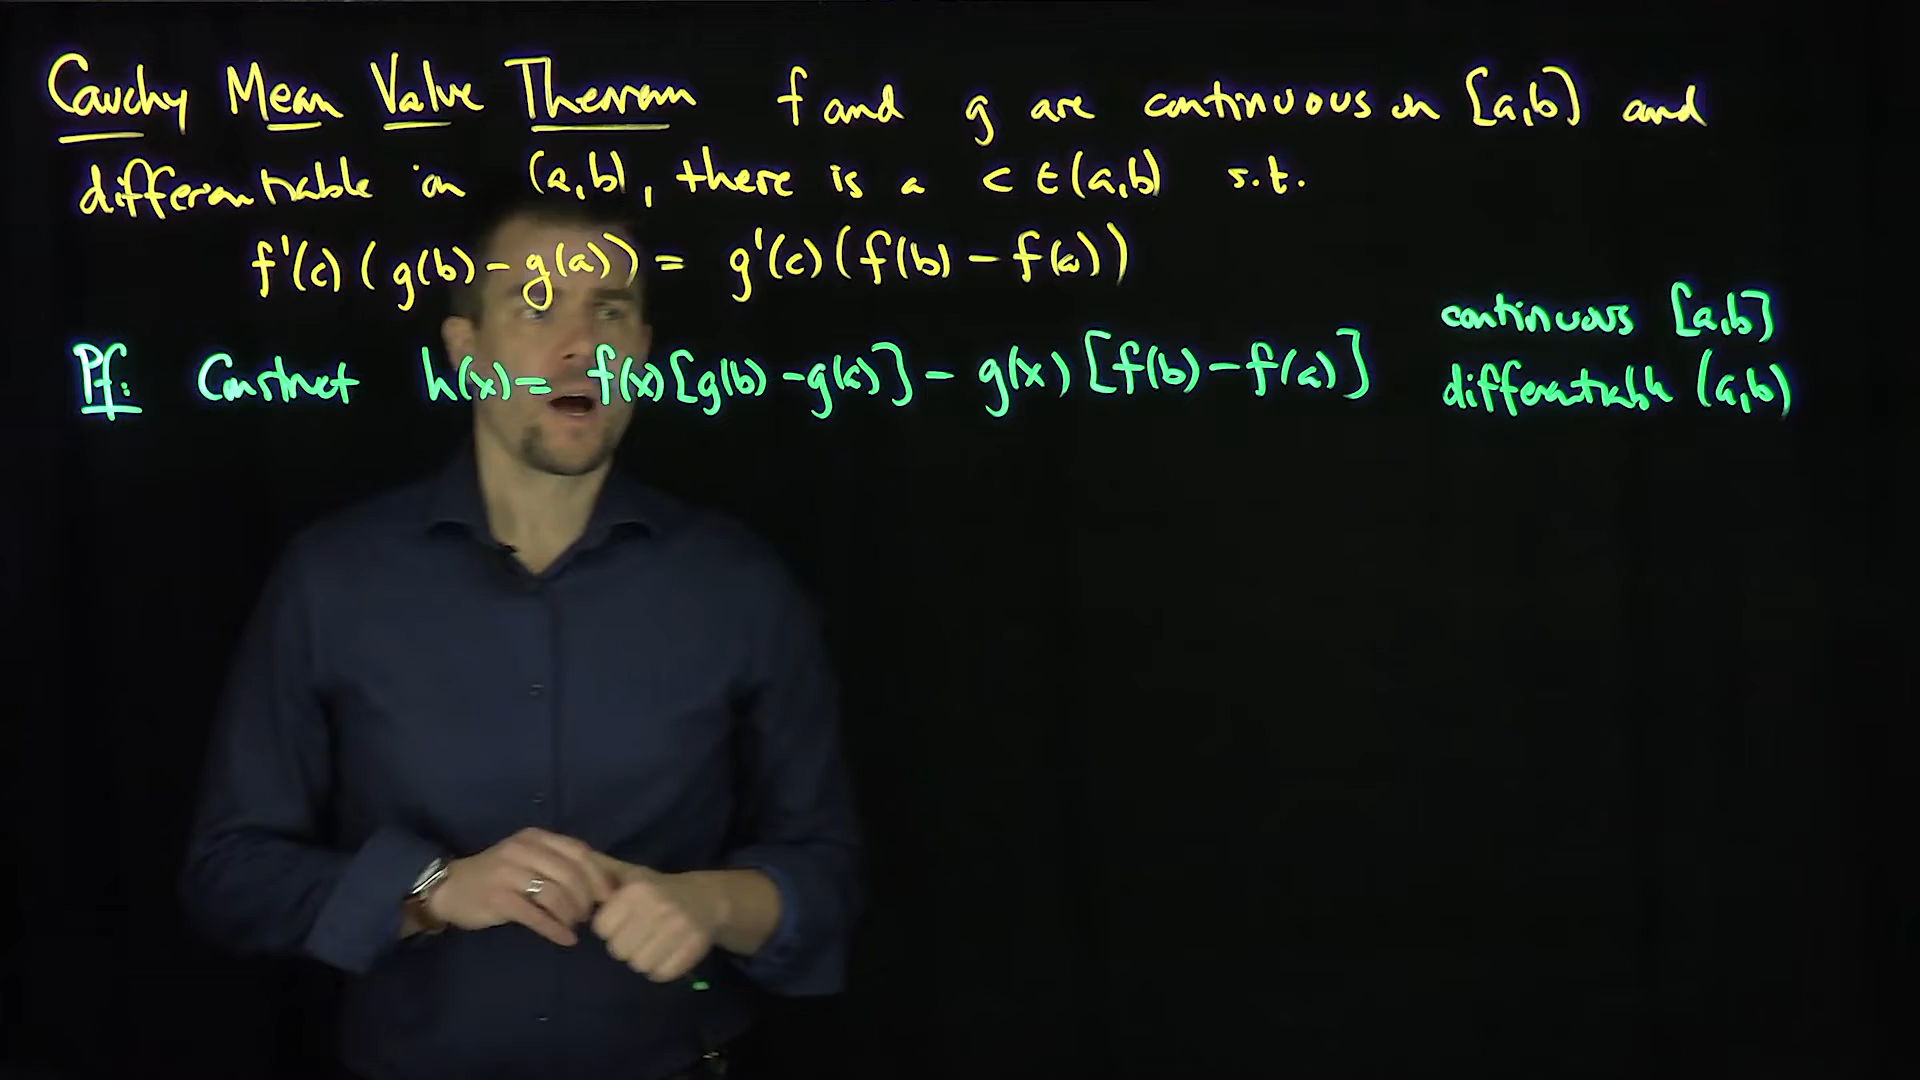 Cauchy Mean Value Theorem f and g are continuous on [a,b] and
differentiable on (a,b), there is a c ∈ (a,b) s.t.
f'(c) (g(b) - g(a)) = g'(c) (f(b) - f(a))
continuous [a,b]
Pf: Construct h(x) = f(x) [g(b) - g(a)] - g(x) [f(b) - f(a)]
differentiable (a,b)